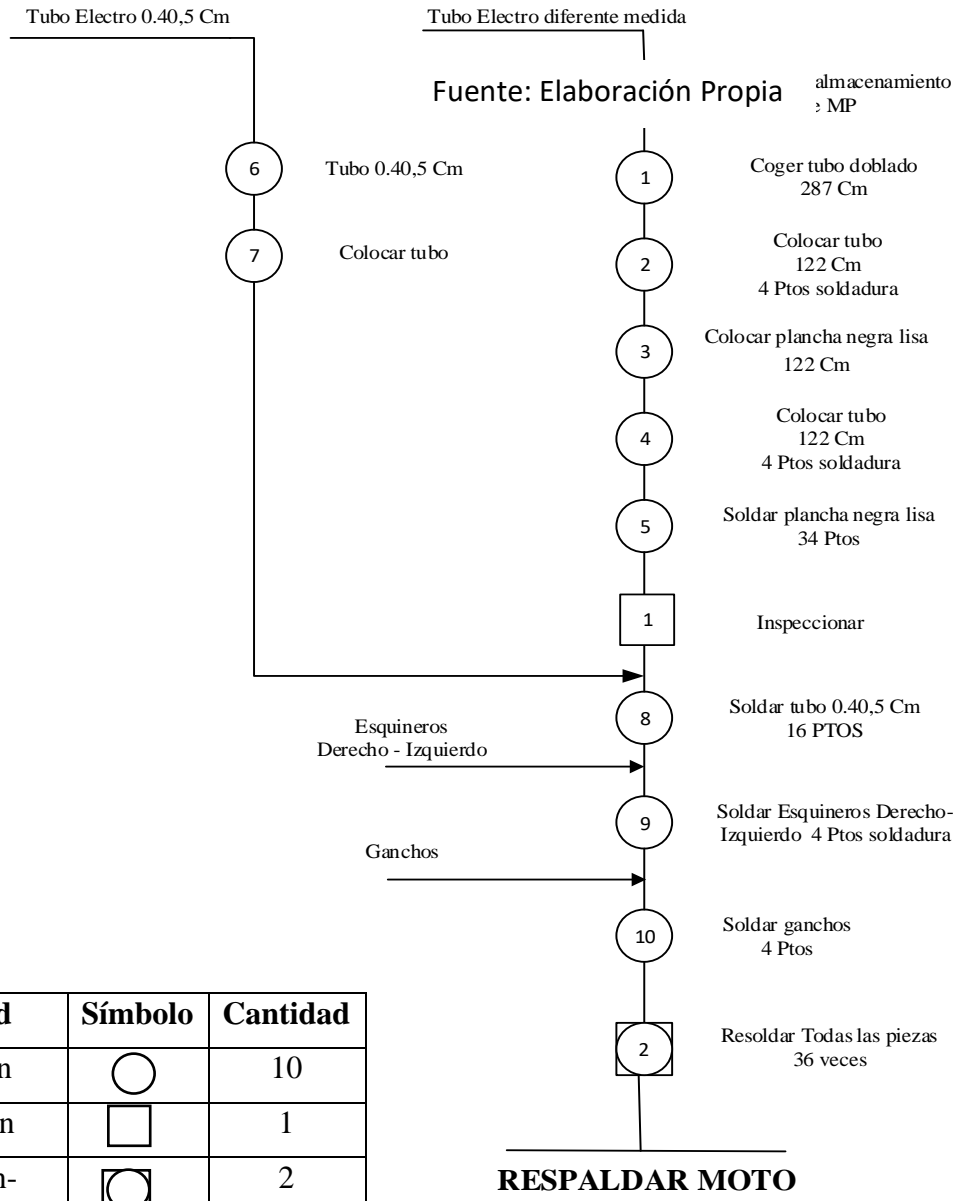 Tubo Electro 0.40,5 Cm
Tubo Electro diferente medida
Fuente: Elaboración Propia
almacenamiento
MP
6
Tubo 0.40,5 Cm
7
Colocar tubo
1
Coger tubo doblado
287 Cm
2
Colocar tubo
122 Cm
4 Ptos soldadura
3
Colocar plancha negra lisa
122 Cm
4
Colocar tubo
122 Cm
4 Ptos soldadura
5
Soldar plancha negra lisa
34 Ptos
1
Inspeccionar
8
Soldar tubo 0.40,5 Cm
16 PTOS
Esquineros
Derecho - Izquierdo
9
Soldar Esquineros Derecho-
Izquierdo 4 Ptos soldadura
Ganchos
10
Soldar ganchos
4 Ptos
2
Resoldar Todas las piezas
36 veces
RESPALDAR MOTO
d Símbolo Cantidad
n 10
n 1
n- 2